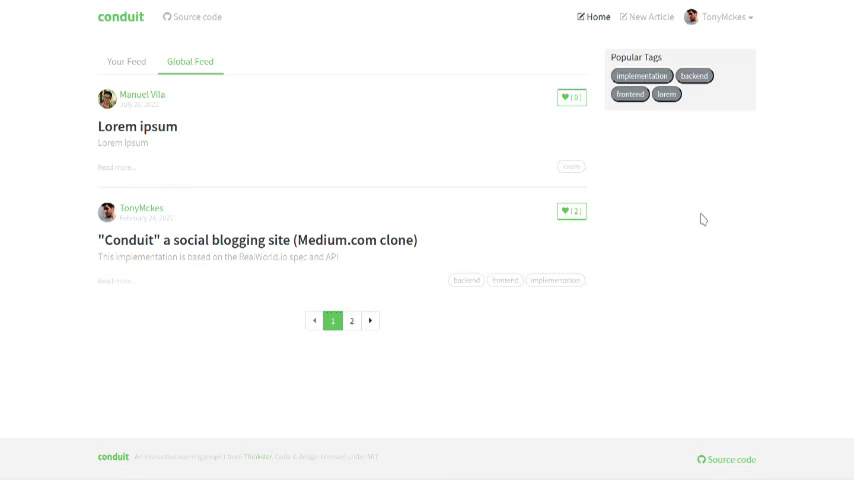 conduit Source code Home New Article TonyMckes
Your Feed Global Feed
Popular Tags
implementation backend
frontend lorem
Manuel Vila
July 26, 2022
( 0 )
Lorem ipsum
Lorem Ipsum
Read more...
lorem
TonyMckes
February 24, 2022
( 2 )
"Conduit" a social blogging site (Medium.com clone)
This implementation is based on the RealWorld.io spec and API
Read more...
backend frontend implementation
1 2
conduit An interactive learning project from Thinkster. Code & design licensed under MIT.
Source code